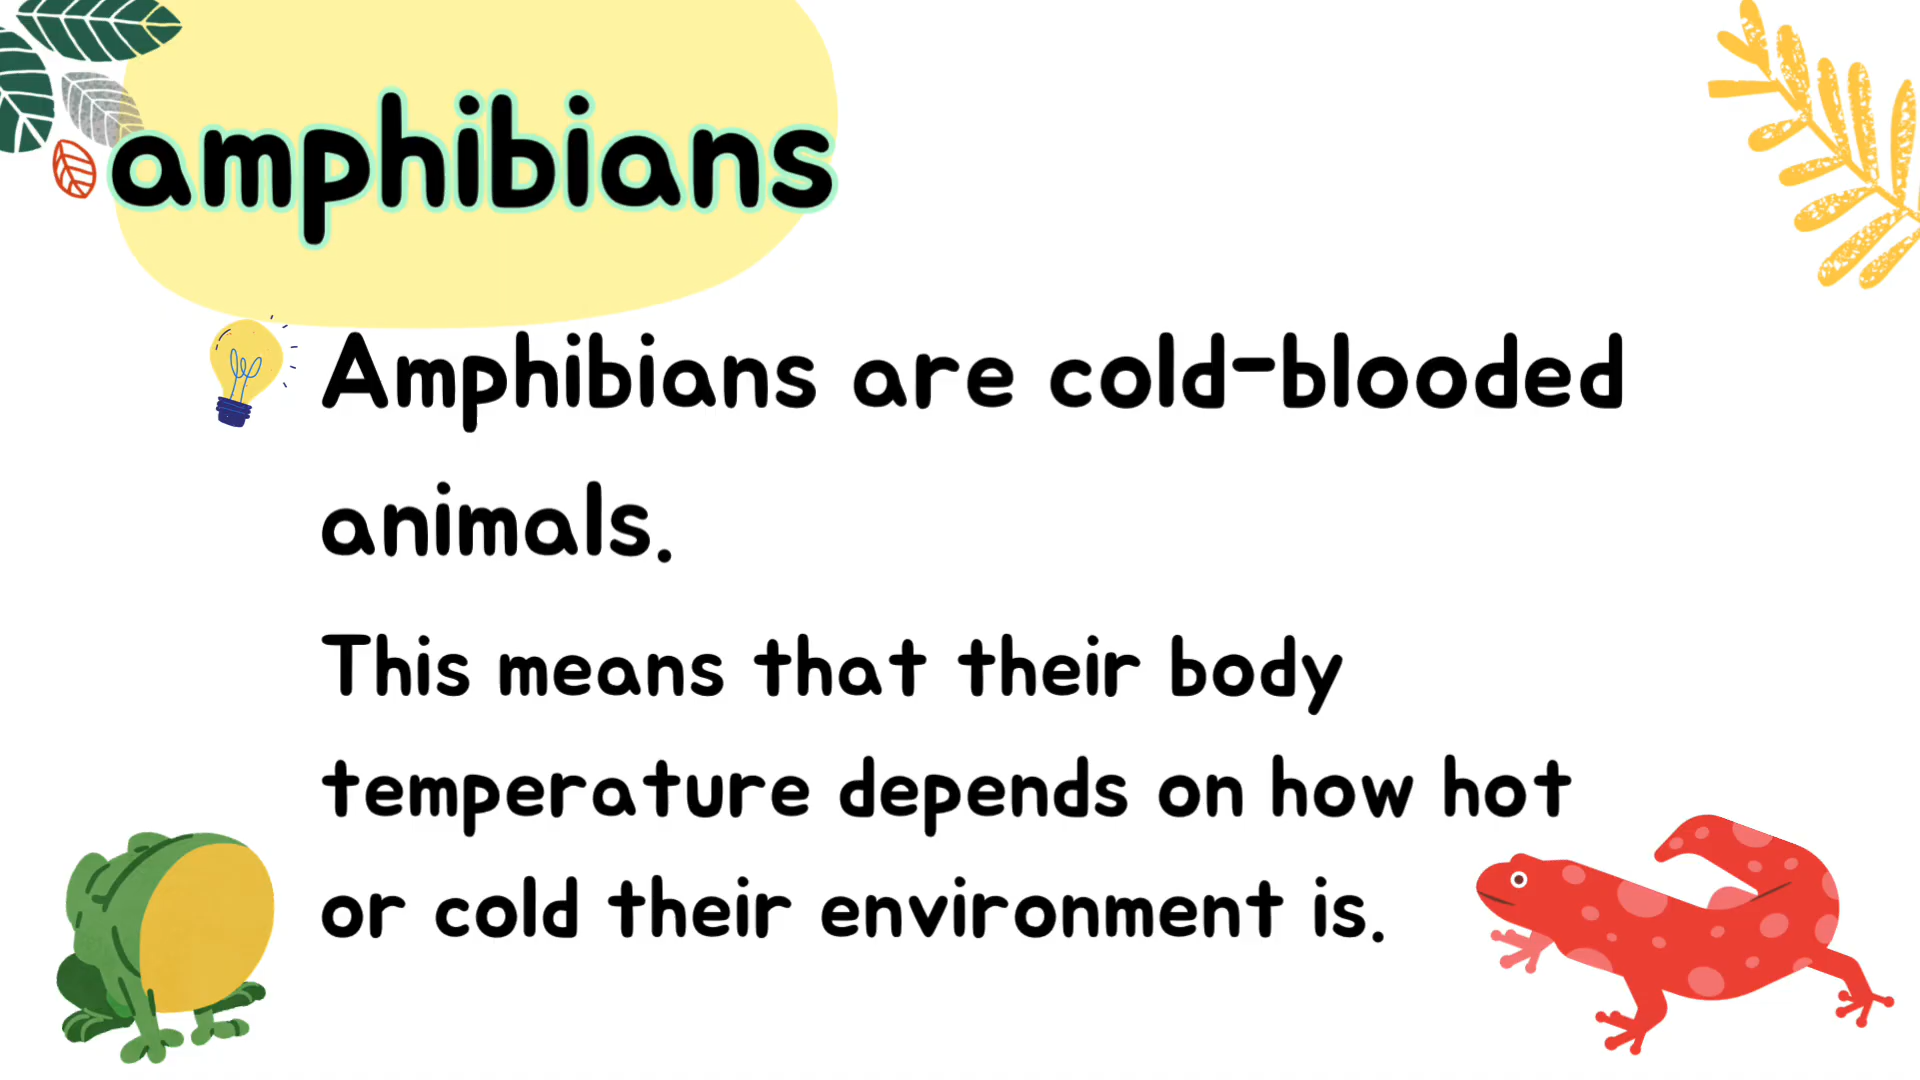 amphibians
Amphibians are cold-blooded
animals.
This means that their body
temperature depends on how hot
or cold their environment is.